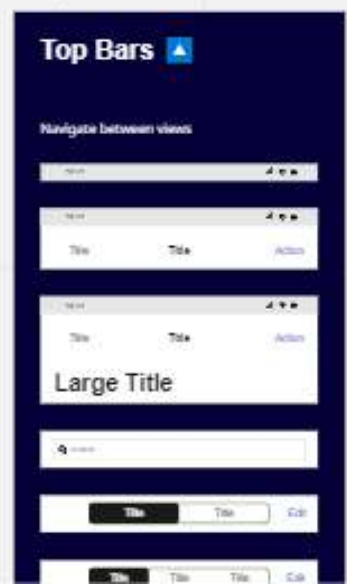 Top Bars
Navigate between views
Title Title Action
Title Title Action
Large Title
Title Title Edit
Title Title Title Edit